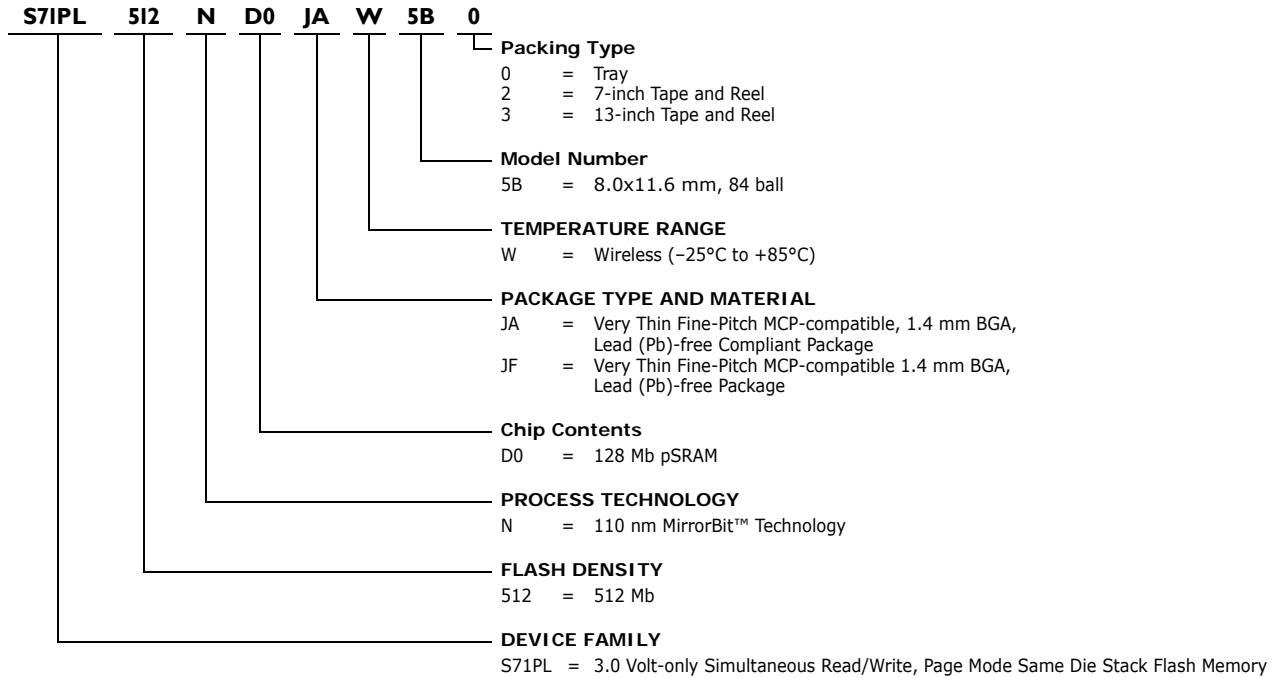 S71PL 512 N D0 JA W 5B 0
Packing Type
0 = Tray
2 = 7-inch Tape and Reel
3 = 13-inch Tape and Reel
Model Number
5B = 8.0x11.6 mm, 84 ball
TEMPERATURE RANGE
W = Wireless (–25°C to +85°C)
PACKAGE TYPE AND MATERIAL
JA = Very Thin Fine-Pitch MCP-compatible, 1.4 mm BGA,
Lead (Pb)-free Compliant Package
JF = Very Thin Fine-Pitch MCP-compatible 1.4 mm BGA,
Lead (Pb)-free Package
Chip Contents
D0 = 128 Mb pSRAM
PROCESS TECHNOLOGY
N = 110 nm MirrorBit™ Technology
FLASH DENSITY
512 = 512 Mb
DEVICE FAMILY
S71PL = 3.0 Volt-only Simultaneous Read/Write, Page Mode Same Die Stack Flash Memory